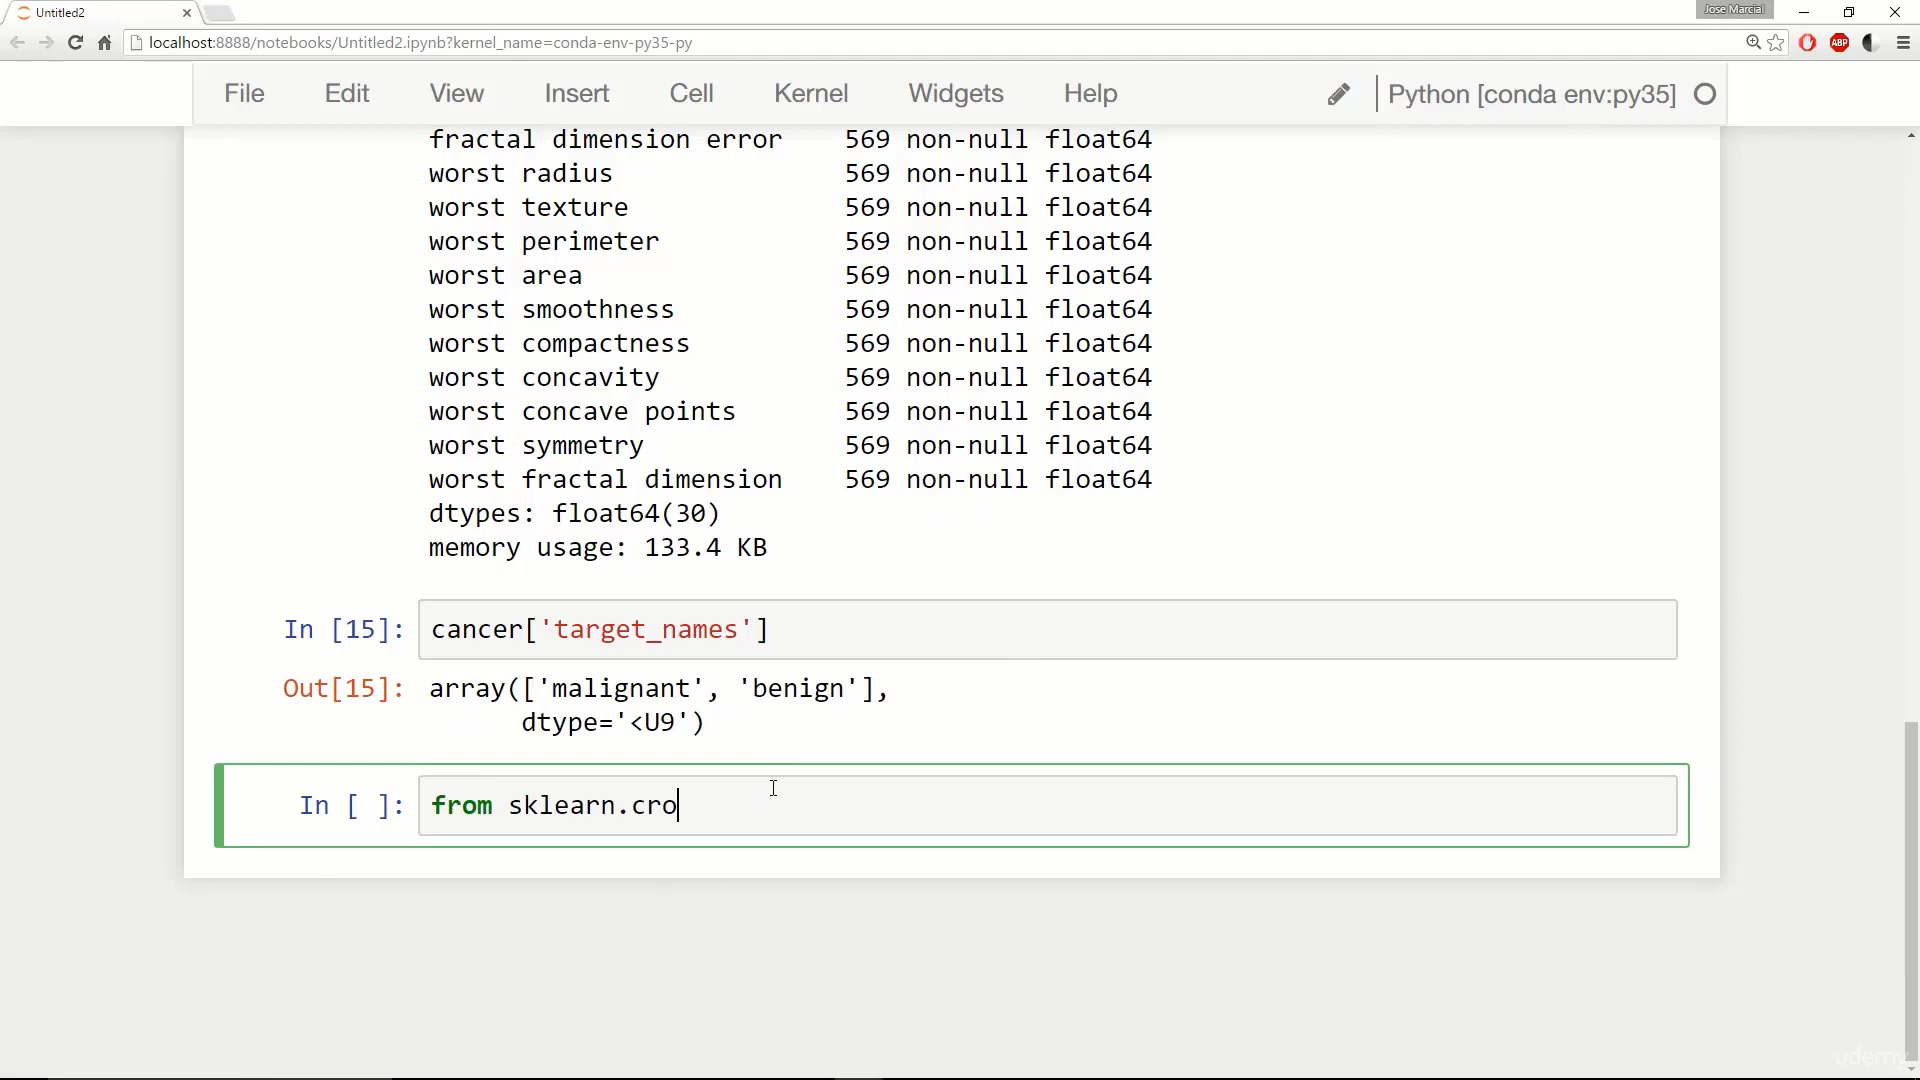 Untitled2
Jose Marcial
localhost:8888/notebooks/Untitled2.ipynb?kernel_name=conda-env-py35-py
ABP
File Edit View Insert Cell Kernel Widgets Help Python [conda env:py35]
fractal dimension error 569 non-null float64
worst radius 569 non-null float64
worst texture 569 non-null float64
worst perimeter 569 non-null float64
worst area 569 non-null float64
worst smoothness 569 non-null float64
worst compactness 569 non-null float64
worst concavity 569 non-null float64
worst concave points 569 non-null float64
worst symmetry 569 non-null float64
worst fractal dimension 569 non-null float64
dtypes: float64(30)
memory usage: 133.4 KB
In [15]: cancer['target_names']
Out[15]: array(['malignant', 'benign'],
dtype='<U9')
In [ ]: from sklearn.cro
udemy